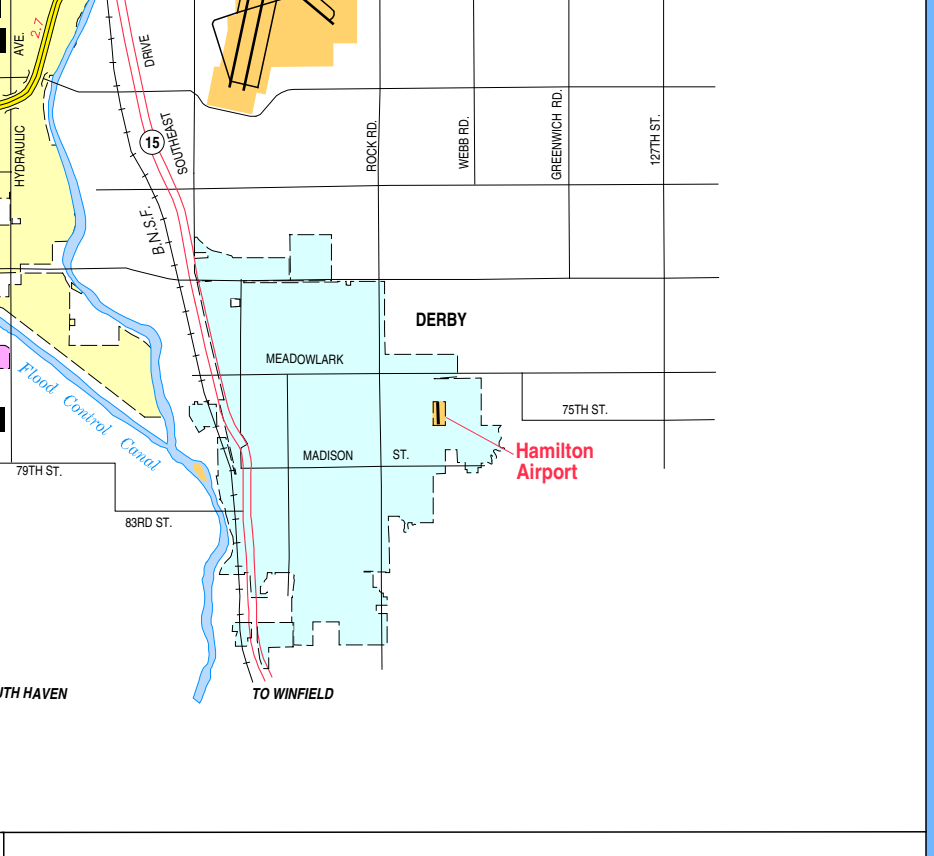 2.7
AVE.
DRIVE
HYDRAULIC
SOUTHEAST
15
ROCK RD.
WEBB RD.
GREENWICH RD.
127TH ST.
B.N.S.F.
DERBY
MEADOWLARK
75TH ST.
Flood Control Canal
MADISON ST.
Hamilton
Airport
79TH ST.
83RD ST.
UTH HAVEN
TO WINFIELD